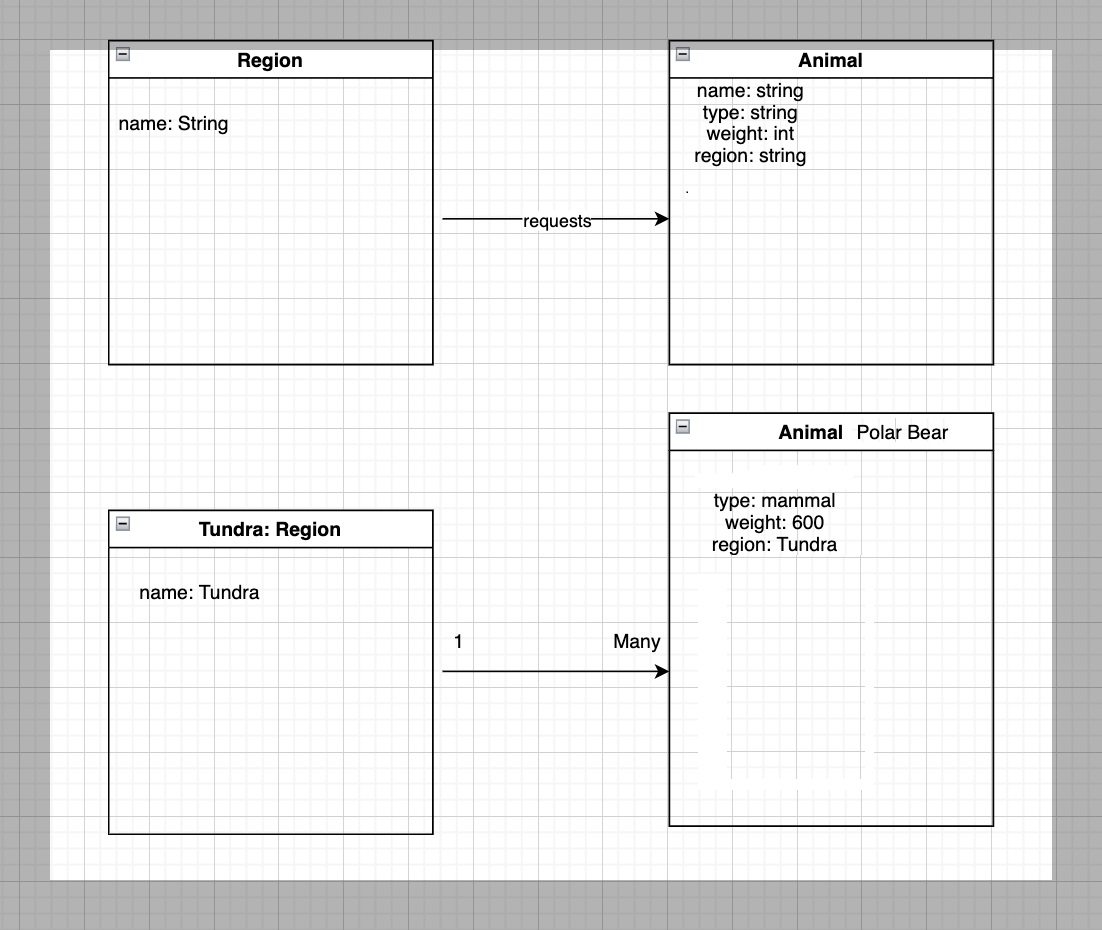 Region
name: String
requests
Animal
name: string
type: string
weight: int
region: string
.
Tundra: Region
name: Tundra
1
Many
Animal Polar Bear
type: mammal
weight: 600
region: Tundra